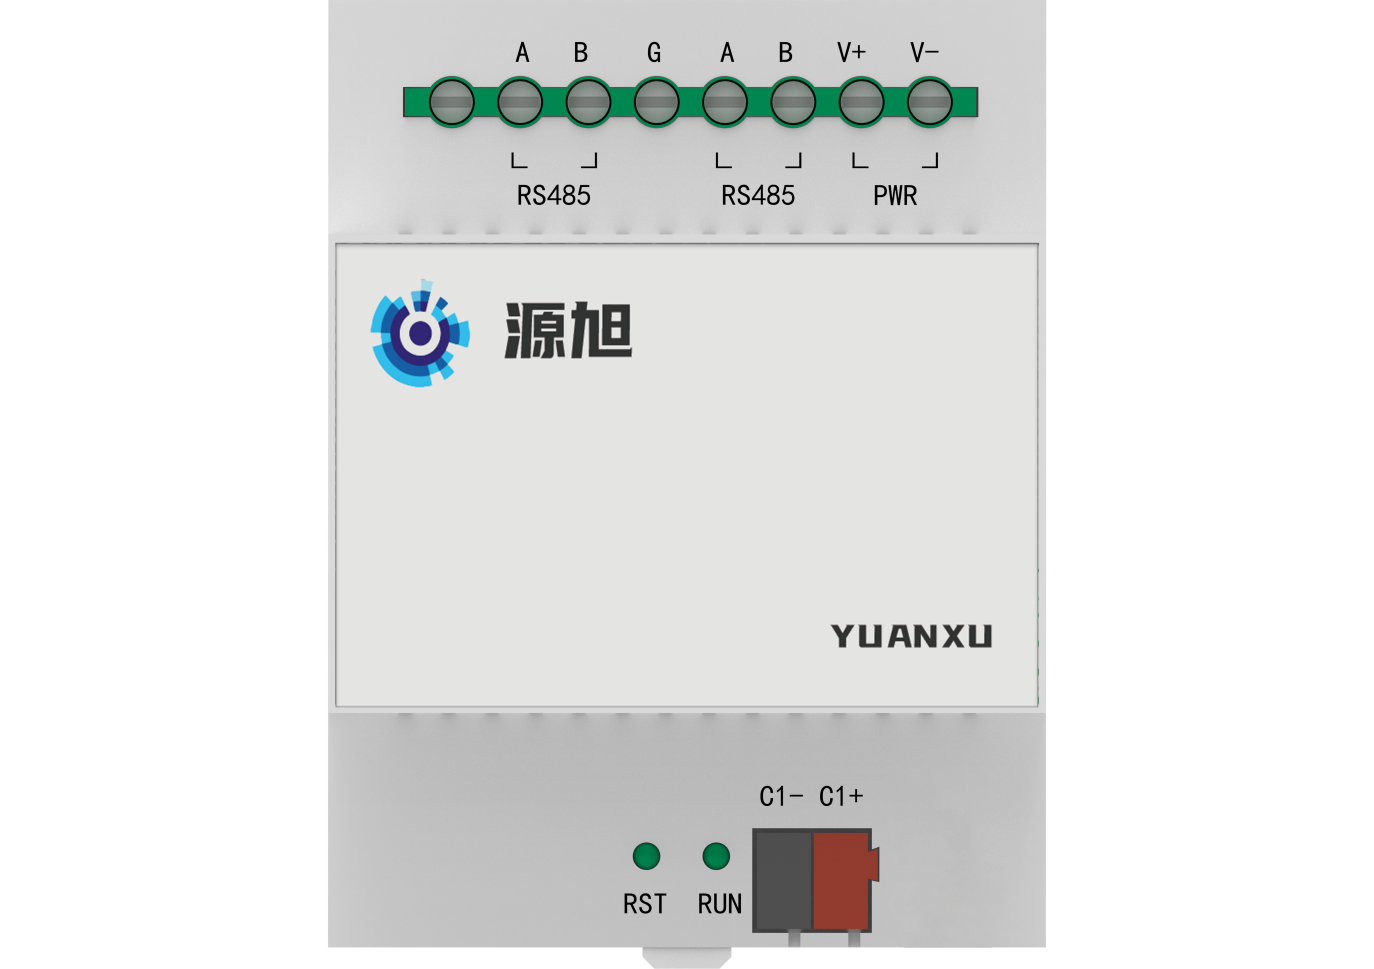 A B G A B V+ V-
RS485 RS485 PWR
源旭
YUANXU
C1- C1+
RST RUN